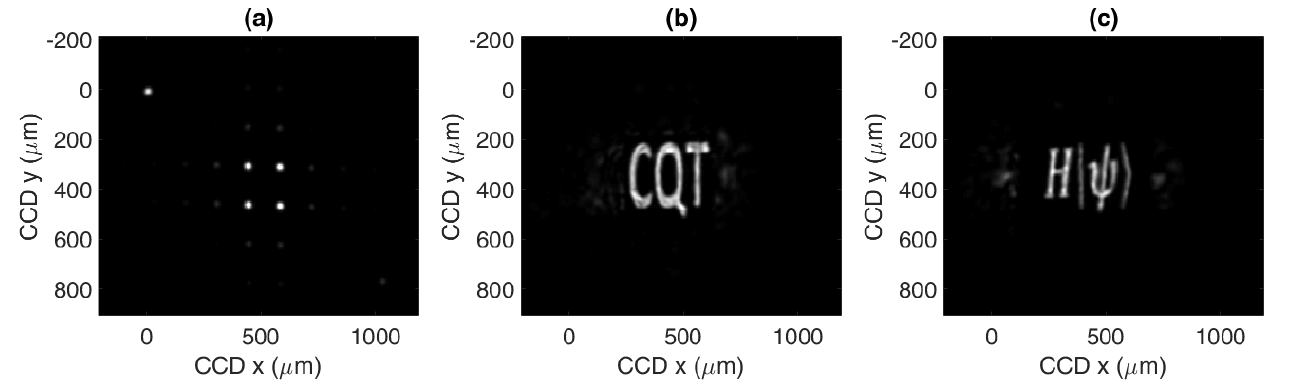 (a) (b) (c)
-200 -200 -200
0 0 0
200 200 200
400 CQT 400 H|ψ⟩ 400
600 600 600
800 800 800
0 500 1000 0 500 1000 0 500 1000
CCD x (μm) CCD x (μm) CCD x (μm)
CCD y (μm) CCD y (μm) CCD y (μm)